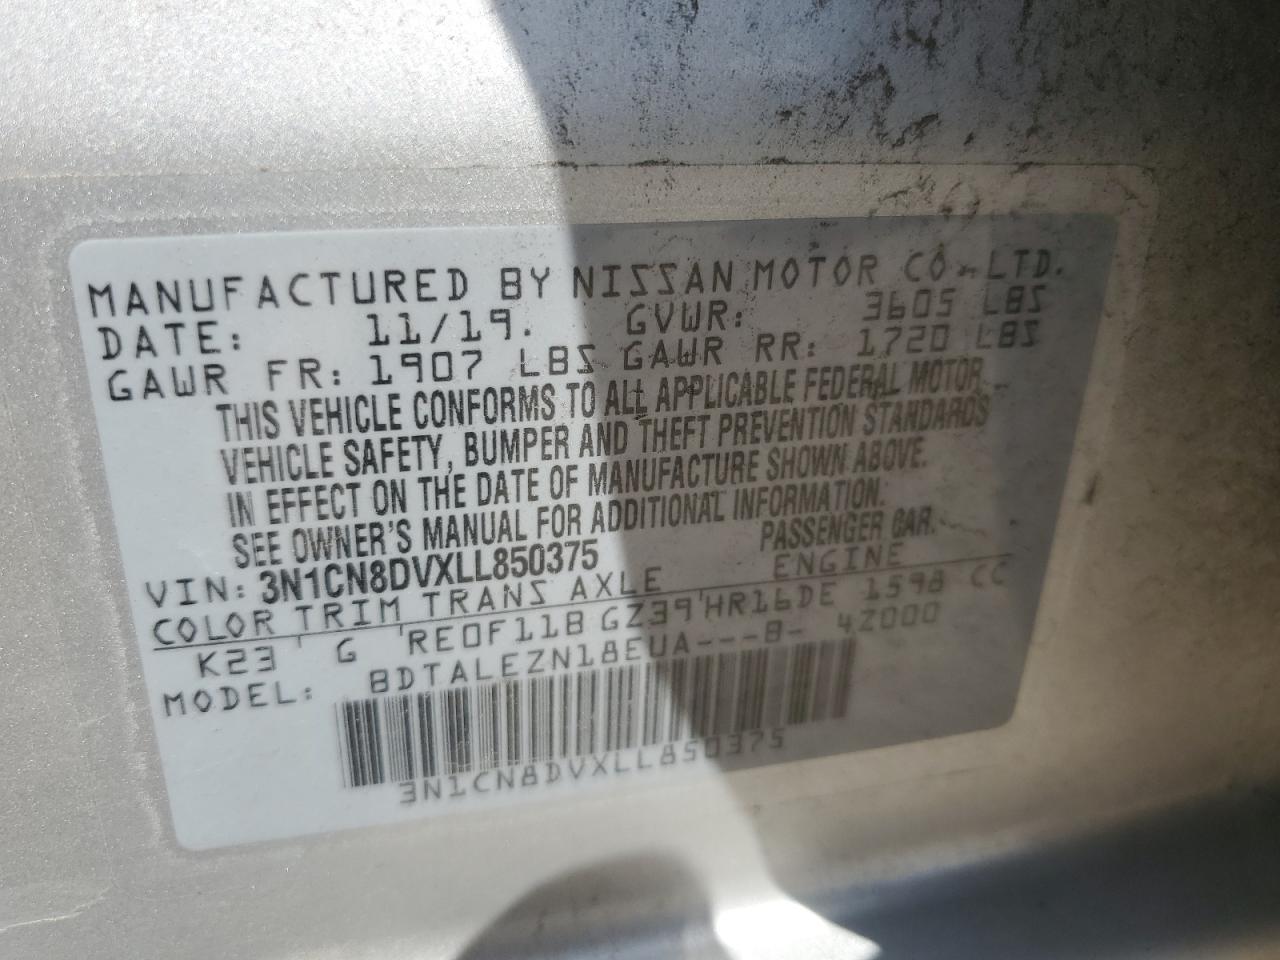 MANUFACTURED BY NISSAN MOTOR CO., LTD.
DATE: 11/19. GVWR: 3605 LBS
GAWR FR: 1907 LBS GAWR RR: 1720 LBS
THIS VEHICLE CONFORMS TO ALL APPLICABLE FEDERAL MOTOR
VEHICLE SAFETY, BUMPER AND THEFT PREVENTION STANDARDS
IN EFFECT ON THE DATE OF MANUFACTURE SHOWN ABOVE.
SEE OWNER'S MANUAL FOR ADDITIONAL INFORMATION.
VIN: 3N1CN8DVXLL850375 PASSENGER CAR.
COLOR TRIM TRANS AXLE ENGINE
K23 G RE0F11B GZ39 HR16DE 1598 CC
MODEL: BDTALEZN18EUA---B- 4Z000
3N1CN8DVXLL850375